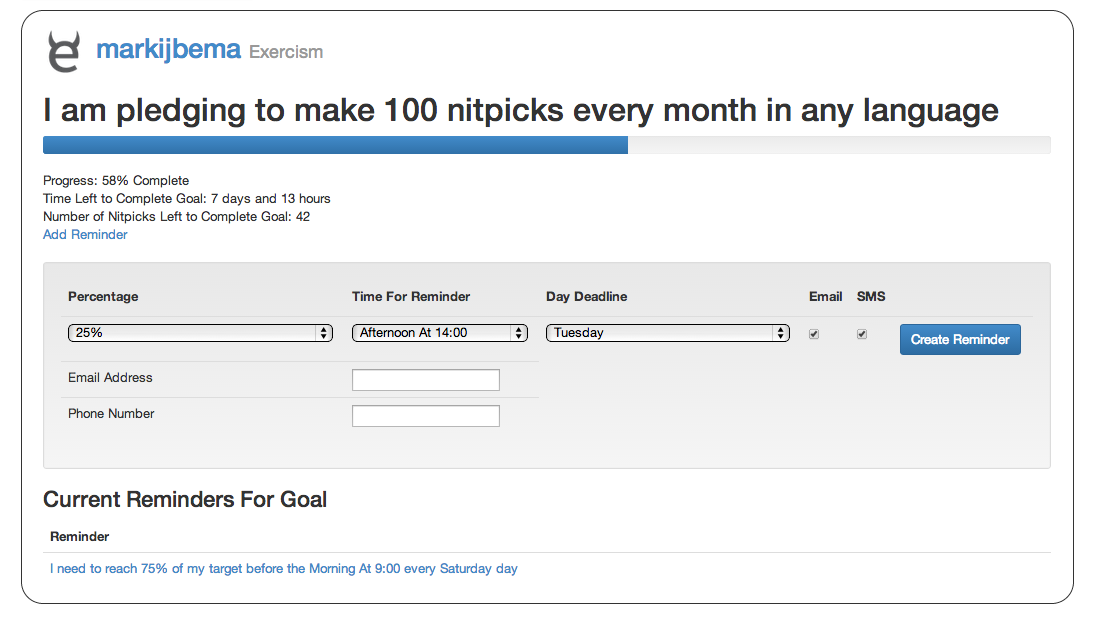 markijbema Exercism
I am pledging to make 100 nitpicks every month in any language
Progress: 58% Complete
Time Left to Complete Goal: 7 days and 13 hours
Number of Nitpicks Left to Complete Goal: 42
Add Reminder
Percentage Time For Reminder Day Deadline Email SMS
25% Afternoon At 14:00 Tuesday Create Reminder
Email Address
Phone Number
Current Reminders For Goal
Reminder
I need to reach 75% of my target before the Morning At 9:00 every Saturday day